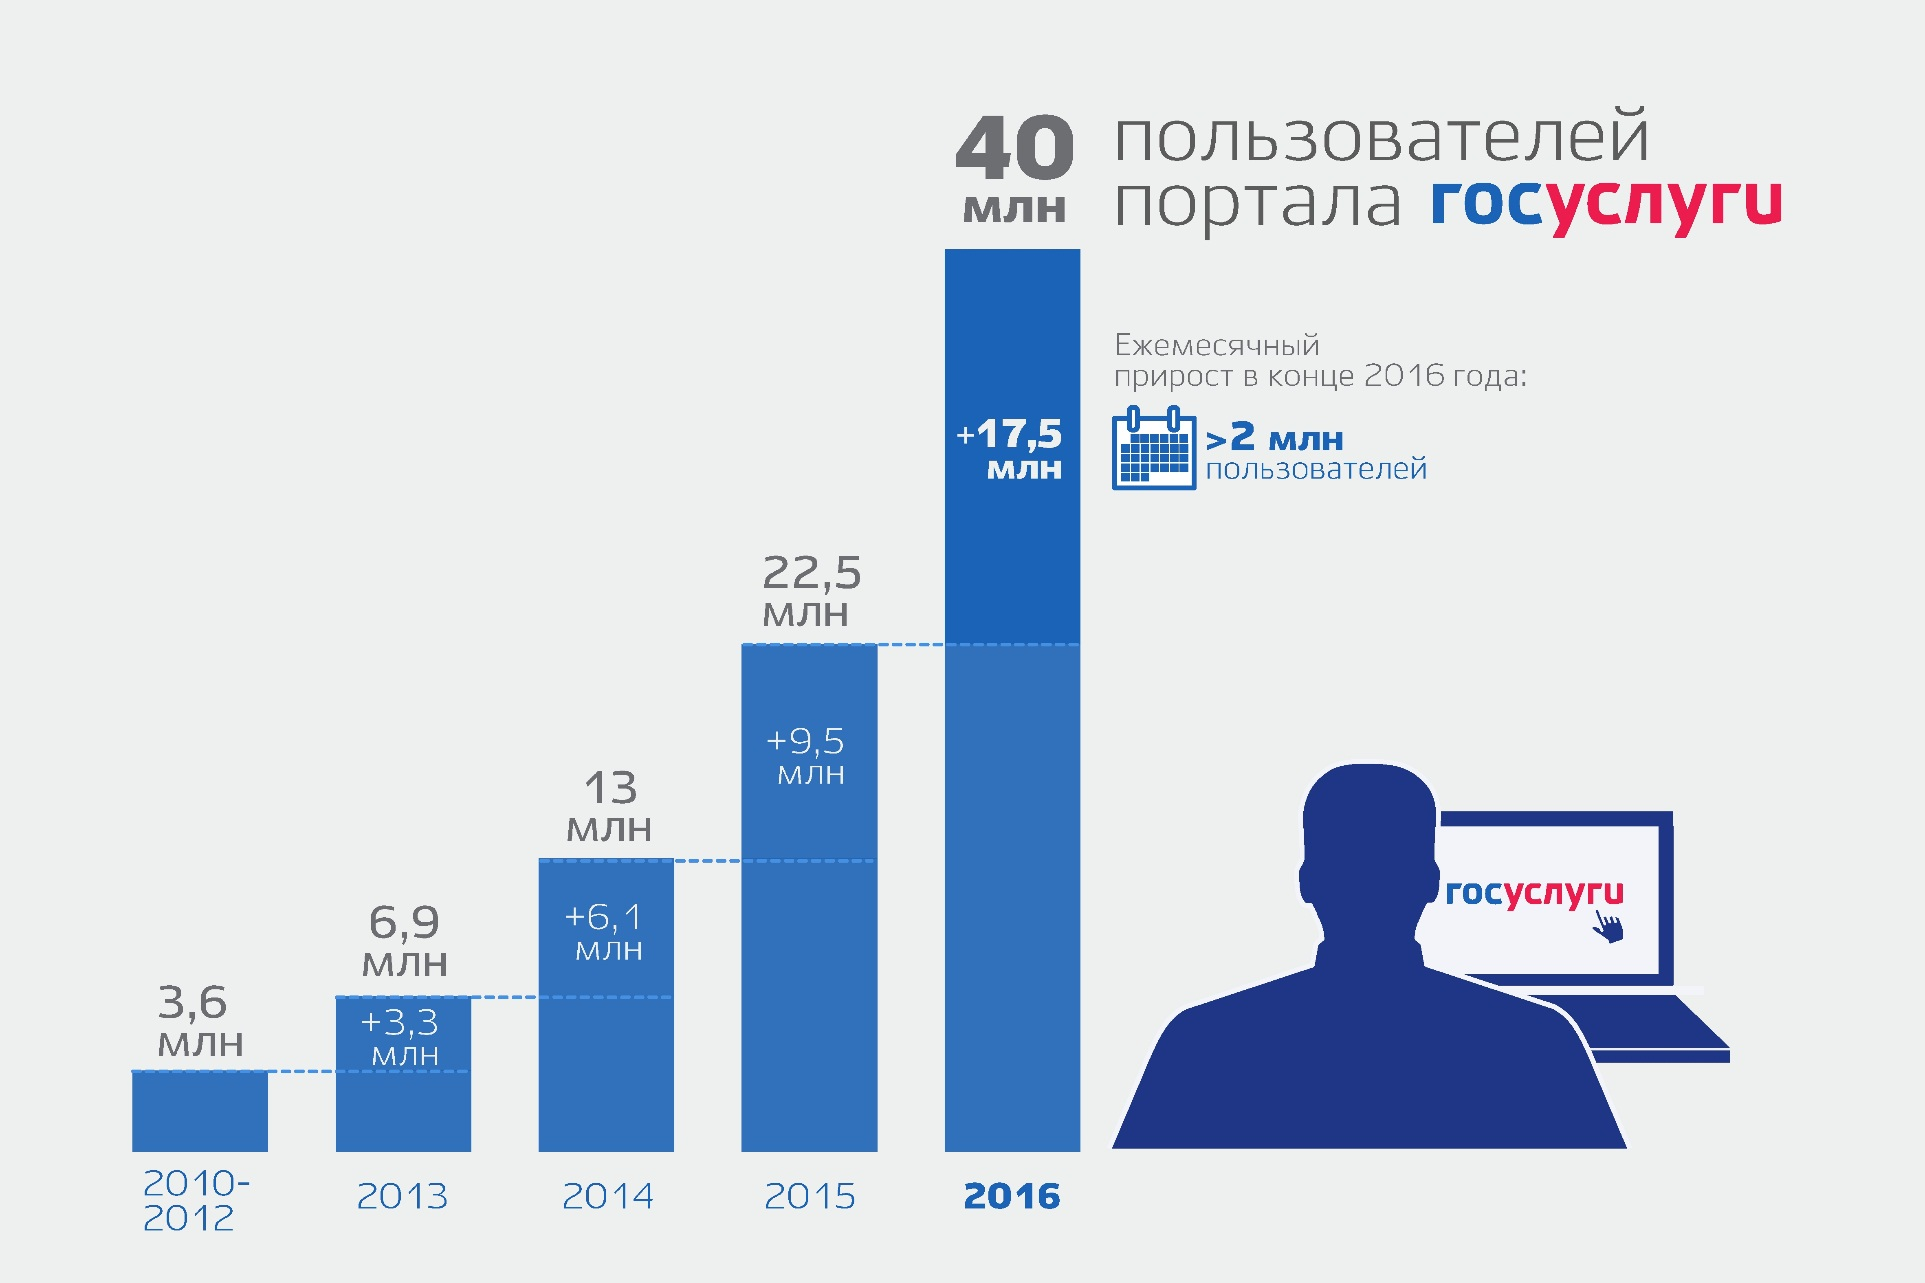 40
млн
пользователей
портала госуслуги
Ежемесячный
прирост в конце 2016 года:
>2 млн
пользователей
+17,5
млн
22,5
млн
+9,5
млн
13
млн
+6,1
млн
6,9
млн
+3,3
млн
3,6
млн
госуслуги
2010-
2012
2013
2014
2015
2016